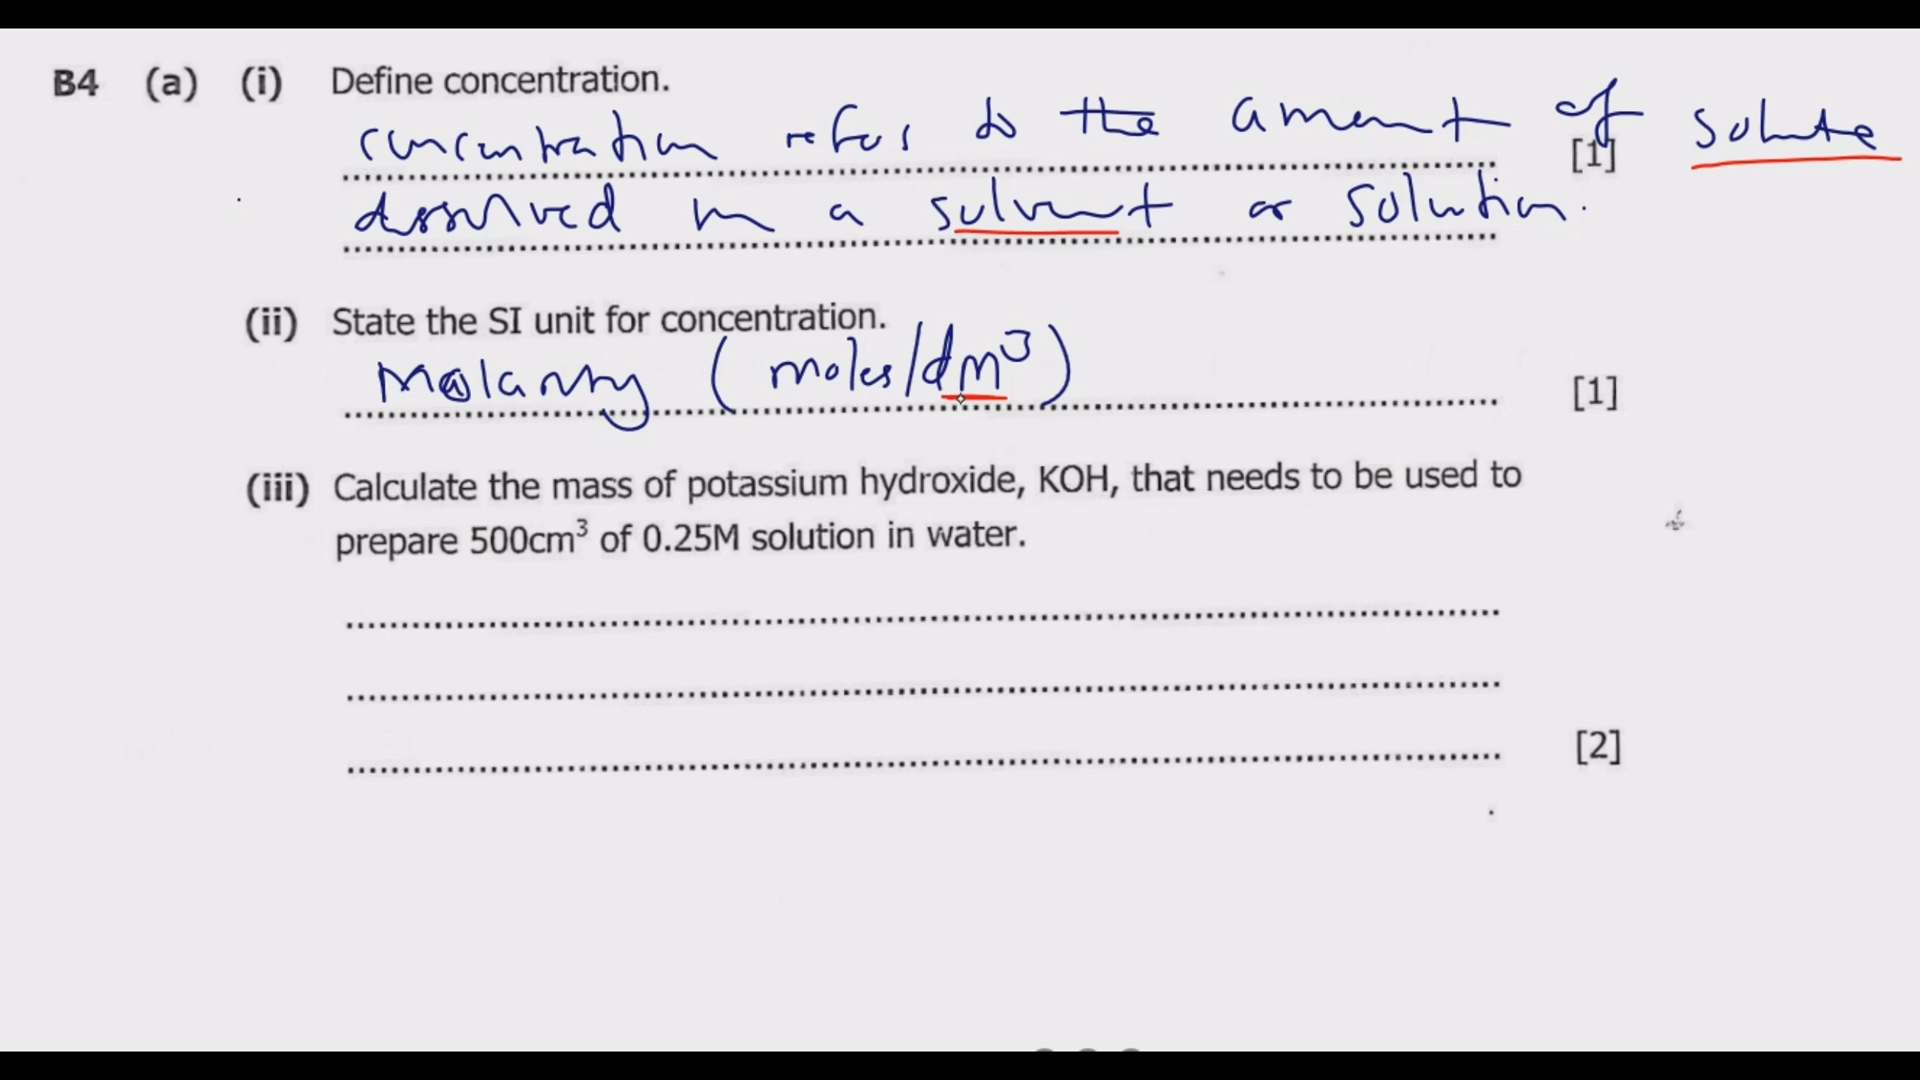 B4 (a) (i) Define concentration.
concentration refers to the amount of solute
[1]
dissolved in a solvent or solution.
(ii) State the SI unit for concentration.
Molarity (moles/dm³)
[1]
(iii) Calculate the mass of potassium hydroxide, KOH, that needs to be used to
prepare 500cm³ of 0.25M solution in water.
[2]